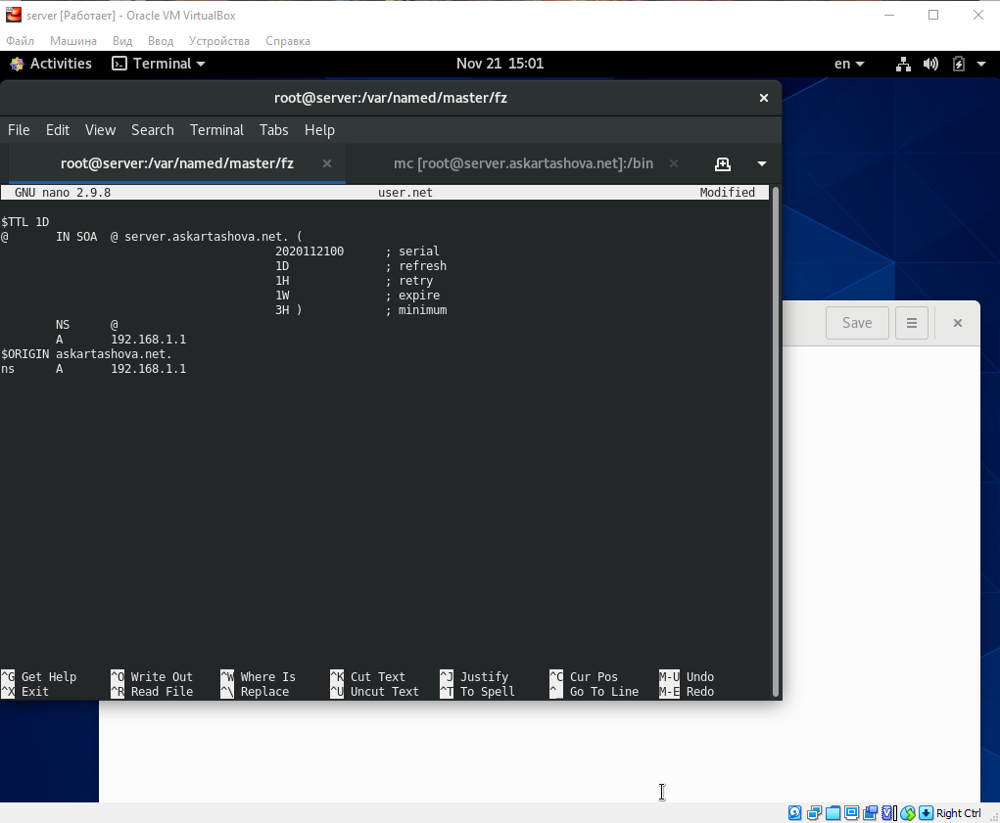 server [Работает] - Oracle VM VirtualBox
Файл Машина Вид Ввод Устройства Справка
Activities Terminal Nov 21 15:01 en
root@server:/var/named/master/fz
File Edit View Search Terminal Tabs Help
root@server:/var/named/master/fz mc [root@server.askartashova.net]:/bin
GNU nano 2.9.8 user.net Modified
$TTL 1D
@ IN SOA @ server.askartashova.net. (
2020112100 ; serial
1D ; refresh
1H ; retry
1W ; expire
3H ) ; minimum
NS @
A 192.168.1.1
$ORIGIN askartashova.net.
ns A 192.168.1.1
Save
^G Get Help ^O Write Out ^W Where Is ^K Cut Text ^J Justify ^C Cur Pos M-U Undo
^X Exit ^R Read File ^\ Replace ^U Uncut Text ^T To Spell ^_ Go To Line M-E Redo
Right Ctrl